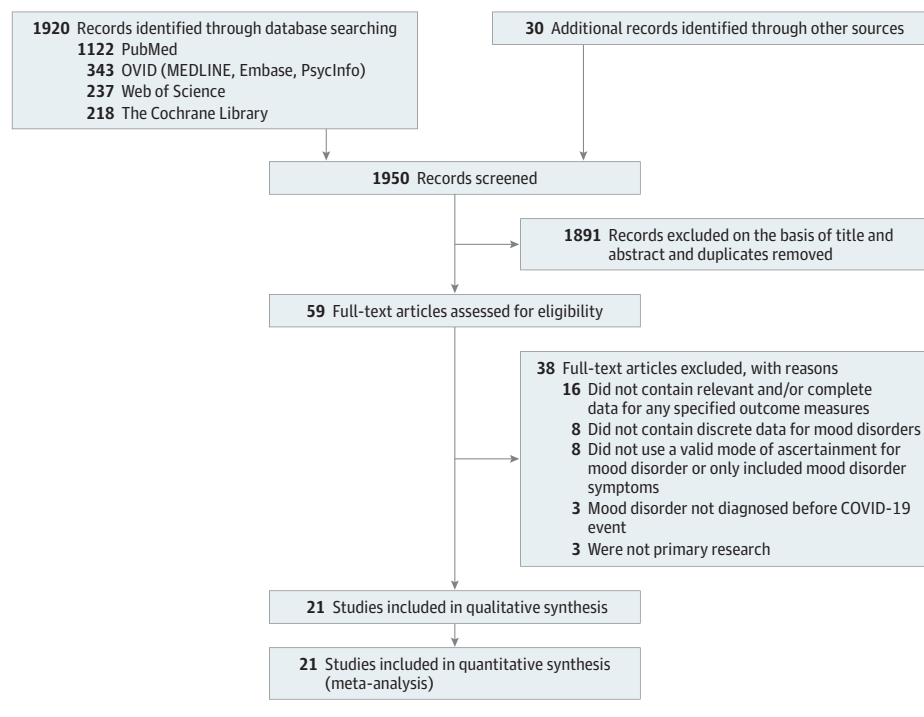 1920 Records identified through database searching
1122 PubMed
343 OVID (MEDLINE, Embase, PsycInfo)
237 Web of Science
218 The Cochrane Library
30 Additional records identified through other sources
1950 Records screened
1891 Records excluded on the basis of title and
abstract and duplicates removed
59 Full-text articles assessed for eligibility
38 Full-text articles excluded, with reasons
16 Did not contain relevant and/or complete
data for any specified outcome measures
8 Did not contain discrete data for mood disorders
8 Did not use a valid mode of ascertainment for
mood disorder or only included mood disorder
symptoms
3 Mood disorder not diagnosed before COVID-19
event
3 Were not primary research
21 Studies included in qualitative synthesis
21 Studies included in quantitative synthesis
(meta-analysis)